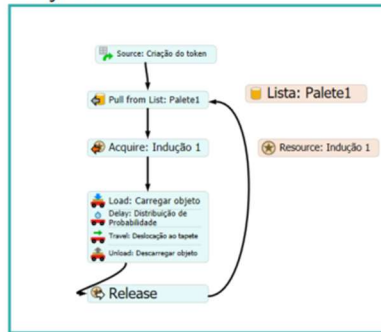 Source: Criação do token
Pull from List: Palete1
Lista: Palete1
Acquire: Indução 1
Resource: Indução 1
Load: Carregar objeto
Delay: Distribuição de
Probabilidade
Travel: Deslocação ao tapete
Unload: Descarregar objeto
Release